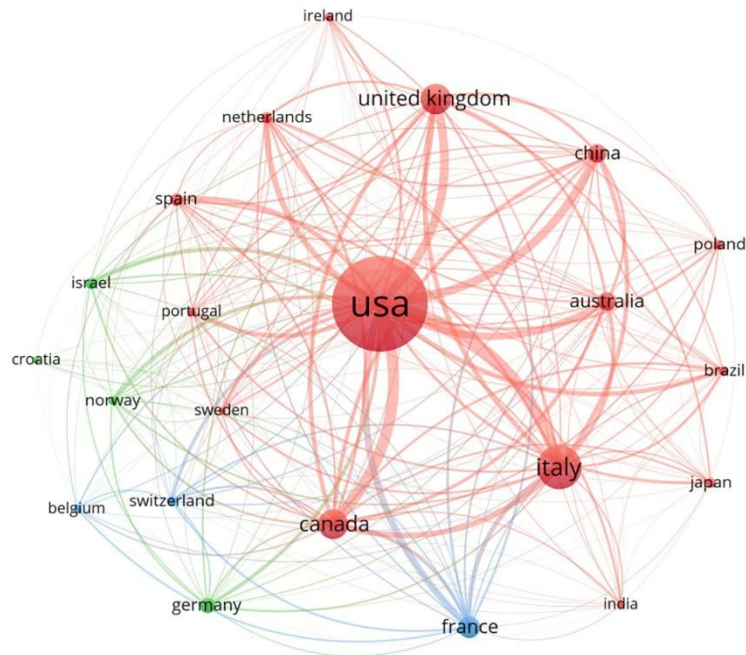 ireland
united kingdom
netherlands
china
spain
poland
israel
usa
australia
portugal
croatia
brazil
norway
sweden
italy
japan
switzerland
belgium
canada
india
germany
france